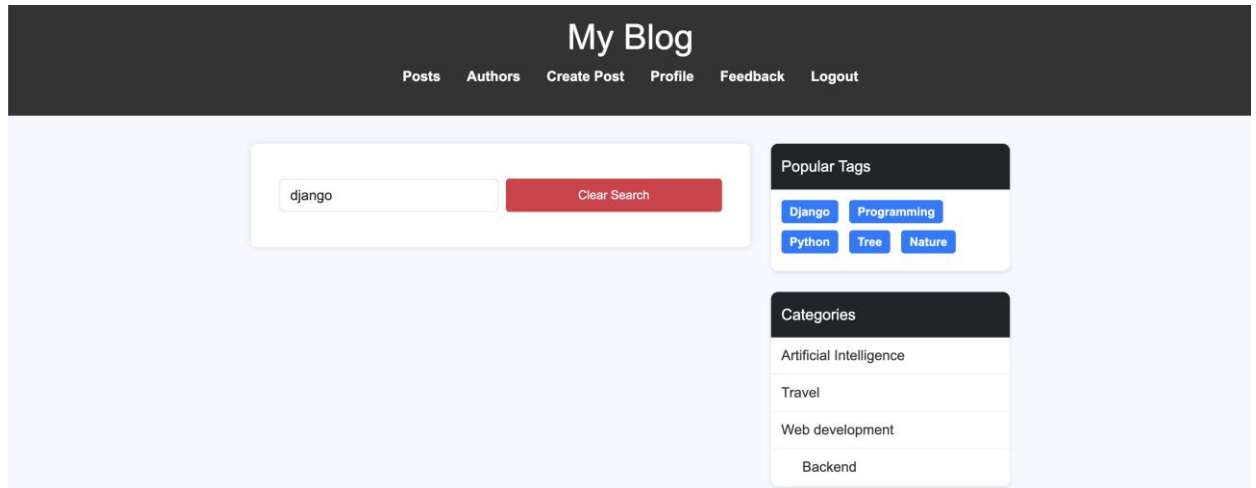 My Blog
Posts Authors Create Post Profile Feedback Logout
django Clear Search
Popular Tags
Django Programming
Python Tree Nature
Categories
Artificial Intelligence
Travel
Web development
Backend